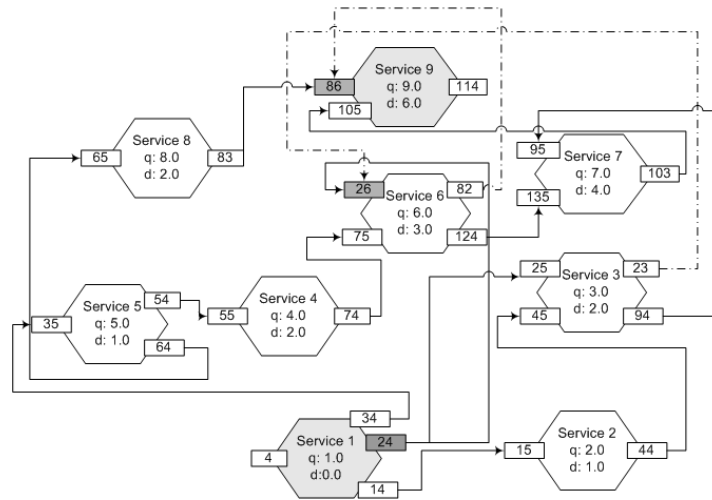 86
Service 9
q: 9.0
d: 6.0
114
105
65
Service 8
q: 8.0
d: 2.0
83
95
Service 7
q: 7.0
d: 4.0
103
135
26
Service 6
q: 6.0
d: 3.0
82
75
124
25
Service 3
q: 3.0
d: 2.0
23
45
94
35
Service 5
q: 5.0
d: 1.0
54
64
55
Service 4
q: 4.0
d: 2.0
74
34
4
Service 1
q: 1.0
d:0.0
24
14
15
Service 2
q: 2.0
d: 1.0
44